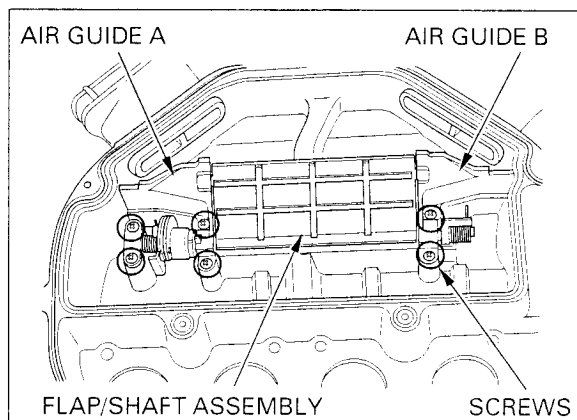 AIR GUIDE A
AIR GUIDE B
FLAP/SHAFT ASSEMBLY
SCREWS